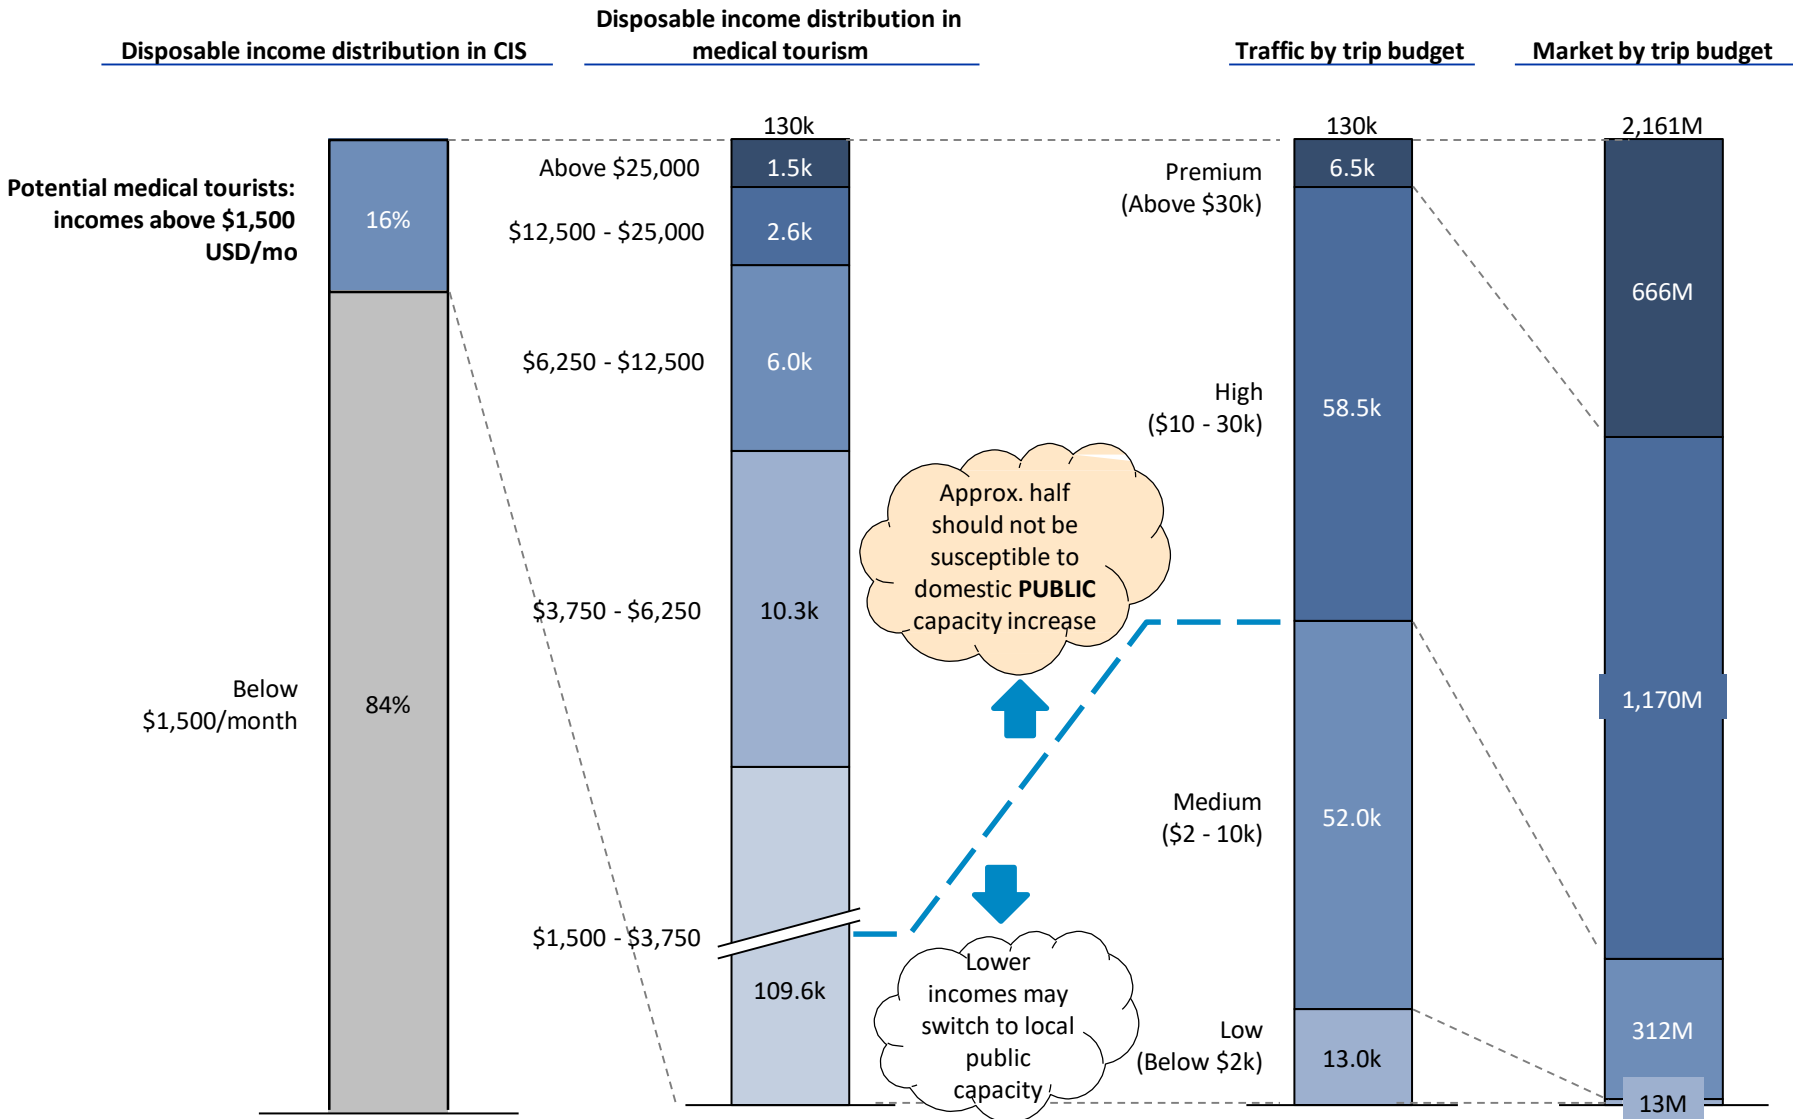 Disposable income distribution in CIS
Disposable income distribution in
medical tourism
Traffic by trip budget
Market by trip budget
Potential medical tourists:
incomes above $1,500
USD/mo
16%
Below
$1,500/month
84%
130k
Above $25,000
1.5k
$12,500 - $25,000
2.6k
$6,250 - $12,500
6.0k
$3,750 - $6,250
10.3k
$1,500 - $3,750
109.6k
Approx. half
should not be
susceptible to
domestic PUBLIC
capacity increase
Lower
incomes may
switch to local
public
capacity
130k
Premium
(Above $30k)
6.5k
High
($10 - 30k)
58.5k
Medium
($2 - 10k)
52.0k
Low
(Below $2k)
13.0k
2,161M
666M
1,170M
312M
13M